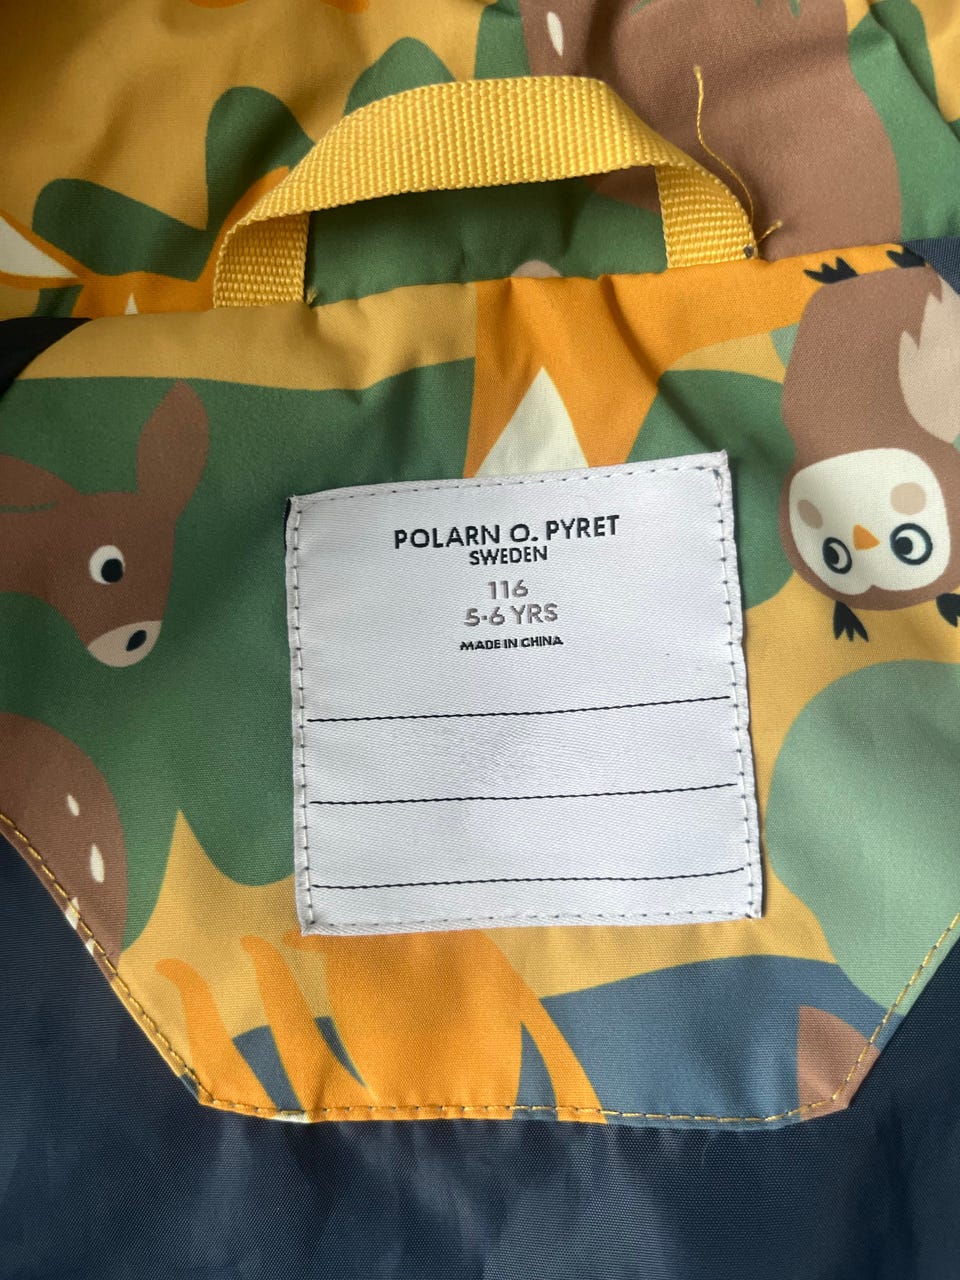 POLARN O. PYRET
SWEDEN
116
5-6 YRS
MADE IN CHINA